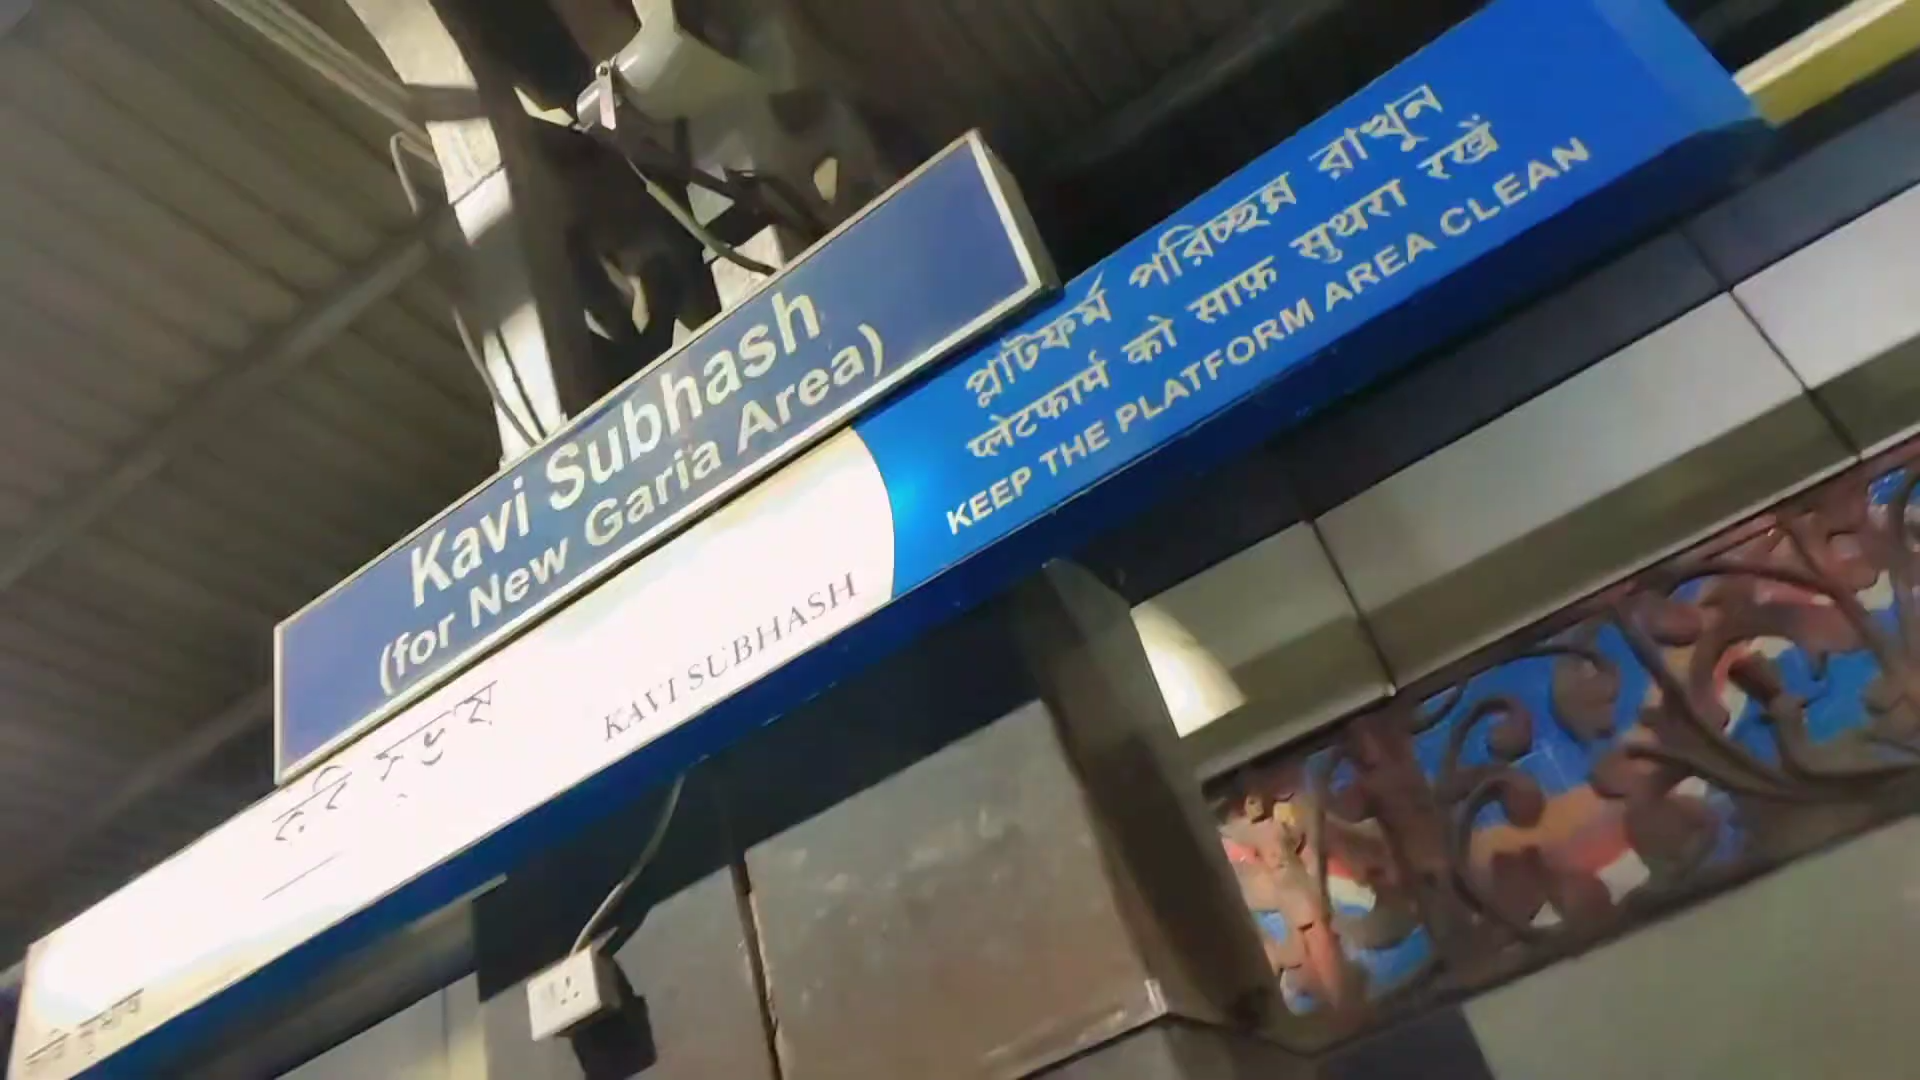 Kavi Subhash
(for New Garia Area)
প্লাটফর্ম পরিচ্ছন্ন রাখুন
प्लेटफार्म को साफ़ सुथरा रखें
KEEP THE PLATFORM AREA CLEAN
কবি সুভাষ
KAVI SUBHASH